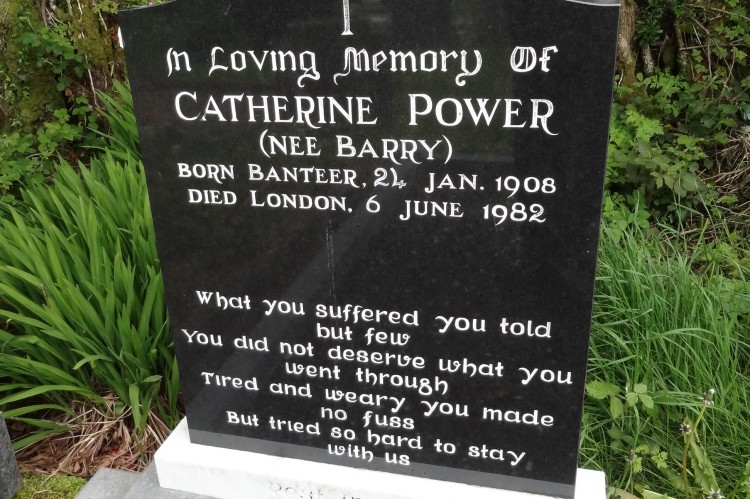 In Loving Memory Of
CATHERINE POWER
(NEE BARRY)
BORN BANTEER, 24 JAN. 1908
DIED LONDON, 6 JUNE 1982
What you suffered you told
but few
You did not deserve what you
went through
Tired and weary you made
no fuss
But tried so hard to stay
with us